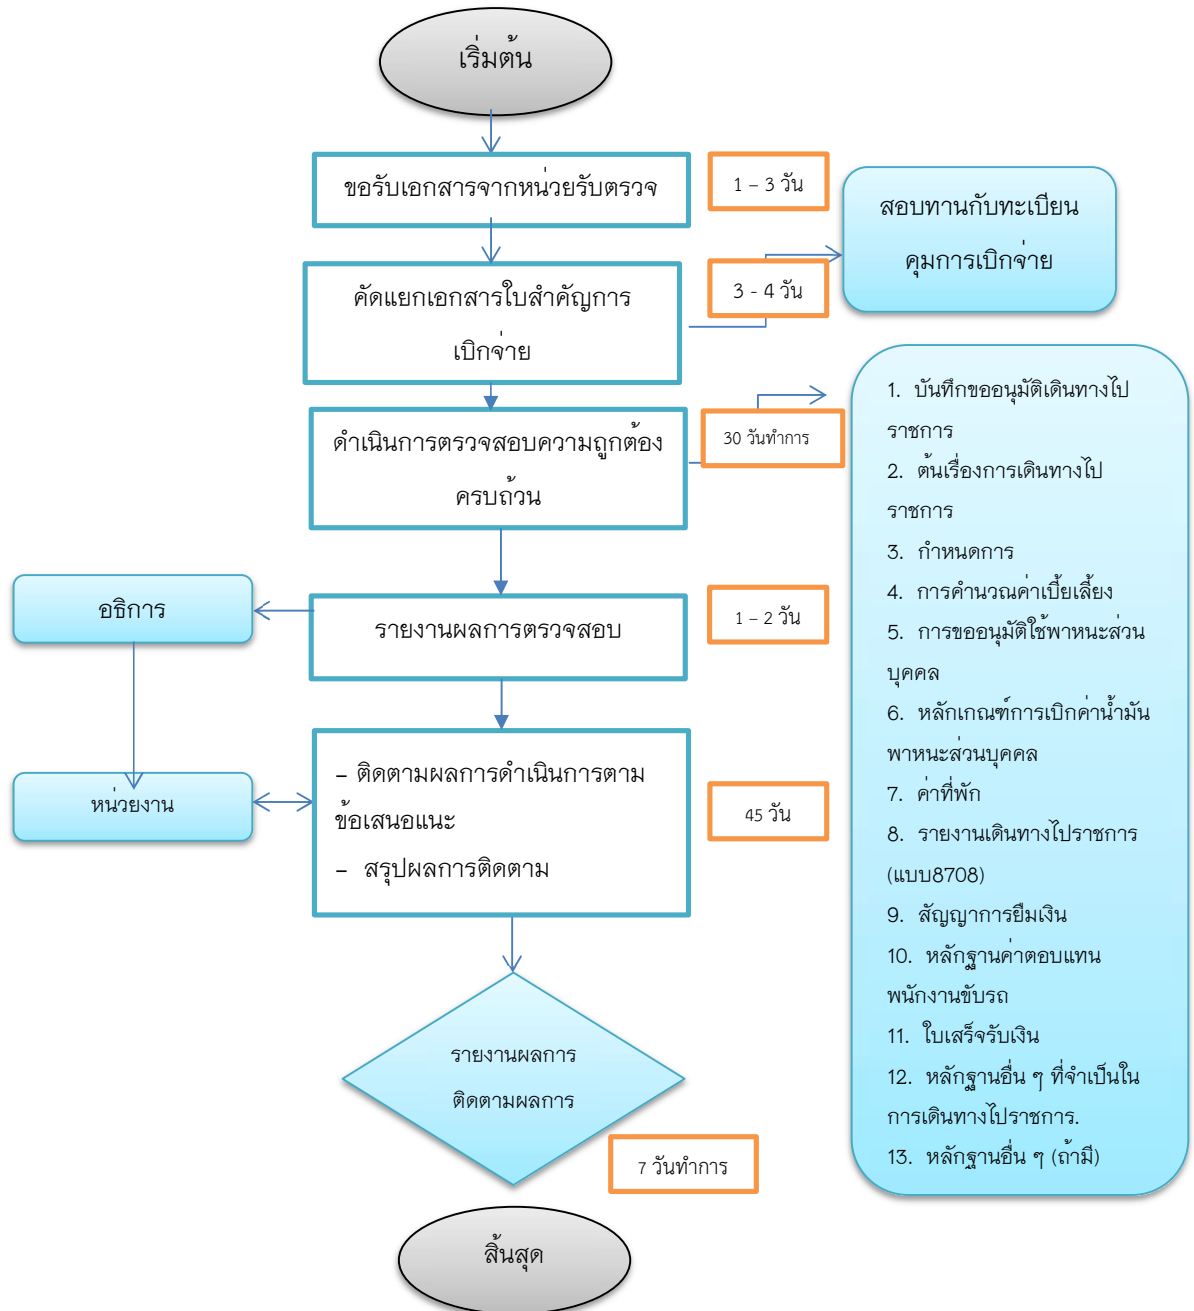 เริ่มต้น
ขอรับเอกสารจากหน่วยรับตรวจ
1 – 3 วัน
สอบทานกับทะเบียน
คุมการเบิกจ่าย
คัดแยกเอกสารใบสำคัญการ
เบิกจ่าย
3 - 4 วัน
ดำเนินการตรวจสอบความถูกต้อง
ครบถ้วน
30 วันทำการ
1. บันทึกขออนุมัติเดินทางไป
ราชการ
2. ต้นเรื่องการเดินทางไป
ราชการ
3. กำหนดการ
4. การคำนวณค่าเบี้ยเลี้ยง
5. การขออนุมัติใช้พาหนะส่วน
บุคคล
6. หลักเกณฑ์การเบิกค่าน้ำมัน
พาหนะส่วนบุคคล
7. ค่าที่พัก
8. รายงานเดินทางไปราชการ
(แบบ8708)
9. สัญญาการยืมเงิน
10. หลักฐานค่าตอบแทน
พนักงานขับรถ
11. ใบเสร็จรับเงิน
12. หลักฐานอื่น ๆ ที่จำเป็นใน
การเดินทางไปราชการ.
13. หลักฐานอื่น ๆ (ถ้ามี)
อธิการ
รายงานผลการตรวจสอบ
1 – 2 วัน
หน่วยงาน
– ติดตามผลการดำเนินการตาม
ข้อเสนอแนะ
– สรุปผลการติดตาม
45 วัน
รายงานผลการ
ติดตามผลการ
7 วันทำการ
สิ้นสุด